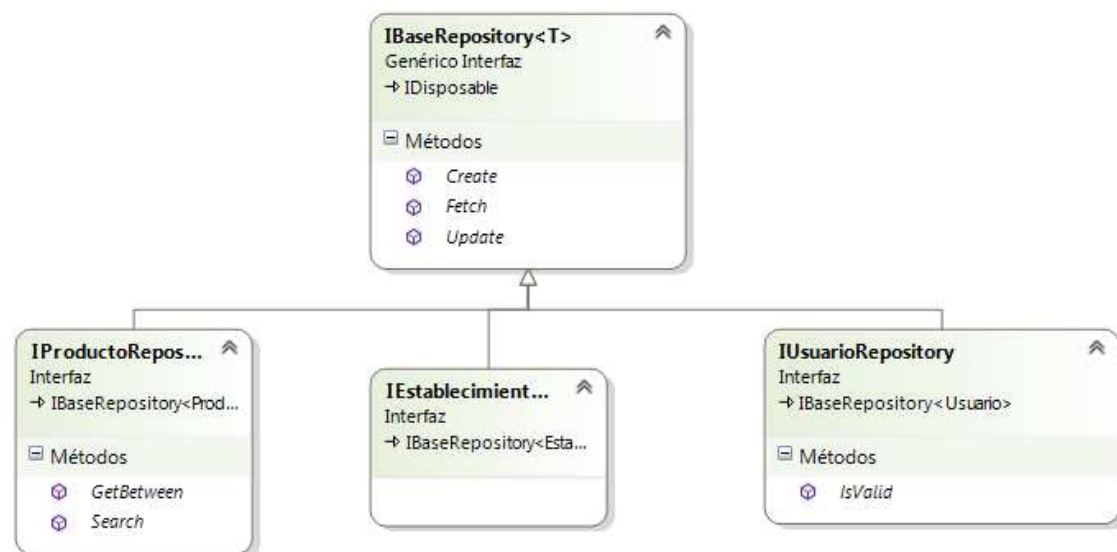 IBaseRepository<T>
Genérico Interfaz
IDisposable
Métodos
Create
Fetch
Update
IProductoRepos...
Interfaz
IBaseRepository<Prod...
Métodos
GetBetween
Search
IEstablecimient...
Interfaz
IBaseRepository<Esta...
IUsuarioRepository
Interfaz
IBaseRepository<Usuario>
Métodos
IsValid